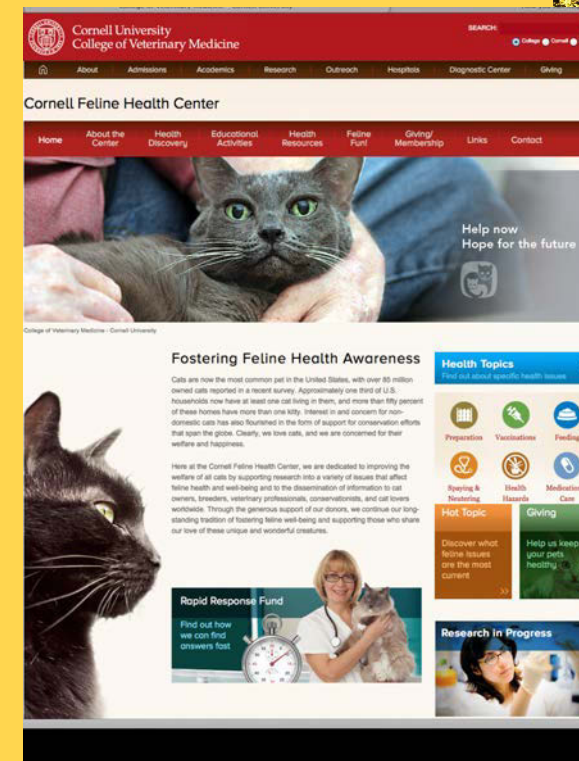 Cornell University
College of Veterinary Medicine
SEARCH:
College Cornell
About Admissions Academics Research Outreach Hospitals Diagnostic Center Giving
Cornell Feline Health Center
Home About the Center Health Discovery Educational Activities Health Resources Feline Fun! Giving/ Membership Links Contact
Help now
Hope for the future
College of Veterinary Medicine - Cornell University
Fostering Feline Health Awareness
Cats are now the most common pet in the United States, with over 85 million
owned cats reported in a recent survey. Approximately one third of U.S.
households now have at least one cat living in them, and more than fifty percent
of these homes have more than one kitty. Interest in and concern for non-
domestic cats has also flourished in the form of support for conservation efforts
that span the globe. Clearly, we love cats, and we are concerned for their
welfare and happiness.
Here at the Cornell Feline Health Center, we are dedicated to improving the
welfare of all cats by supporting research into a variety of issues that affect
feline health and well-being and to the dissemination of information to cat
owners, breeders, veterinary professionals, conservationists, and cat lovers
worldwide. Through the generous support of our donors, we continue our long-
standing tradition of fostering feline well-being and supporting those who share
our love of these unique and wonderful creatures.
Rapid Response Fund
Find out how
we can find
answers fast
Health Topics
Find out about specific health issues
Preparation Vaccinations Feeding
Spaying & Neutering Health Hazards Medication Care
Hot Topic
Discover what
feline issues
are the most
current
>>
Giving
Help us keep
your pets
healthy
Research in Progress